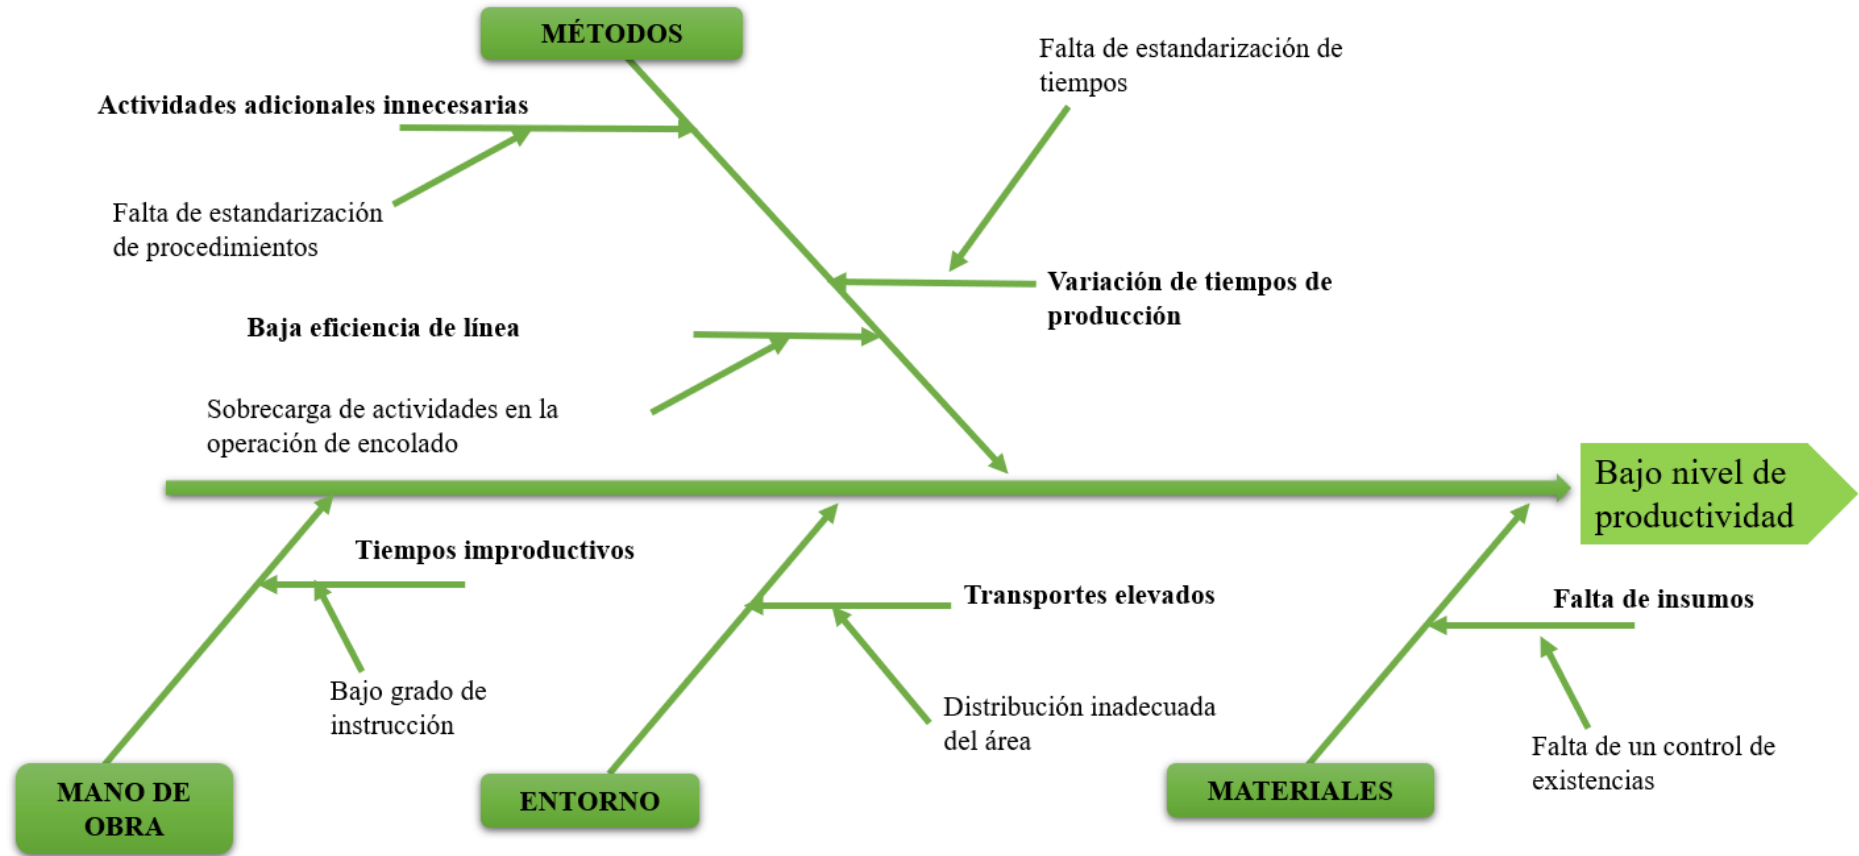 MÉTODOS
Falta de estandarización de
tiempos
Actividades adicionales innecesarias
Falta de estandarización
de procedimientos
Variación de tiempos de
producción
Baja eficiencia de línea
Sobrecarga de actividades en la
operación de encolado
Bajo nivel de
productividad
Tiempos improductivos
Bajo grado de
instrucción
Transportes elevados
Distribución inadecuada
del área
Falta de insumos
Falta de un control de
existencias
MANO DE
OBRA
ENTORNO
MATERIALES